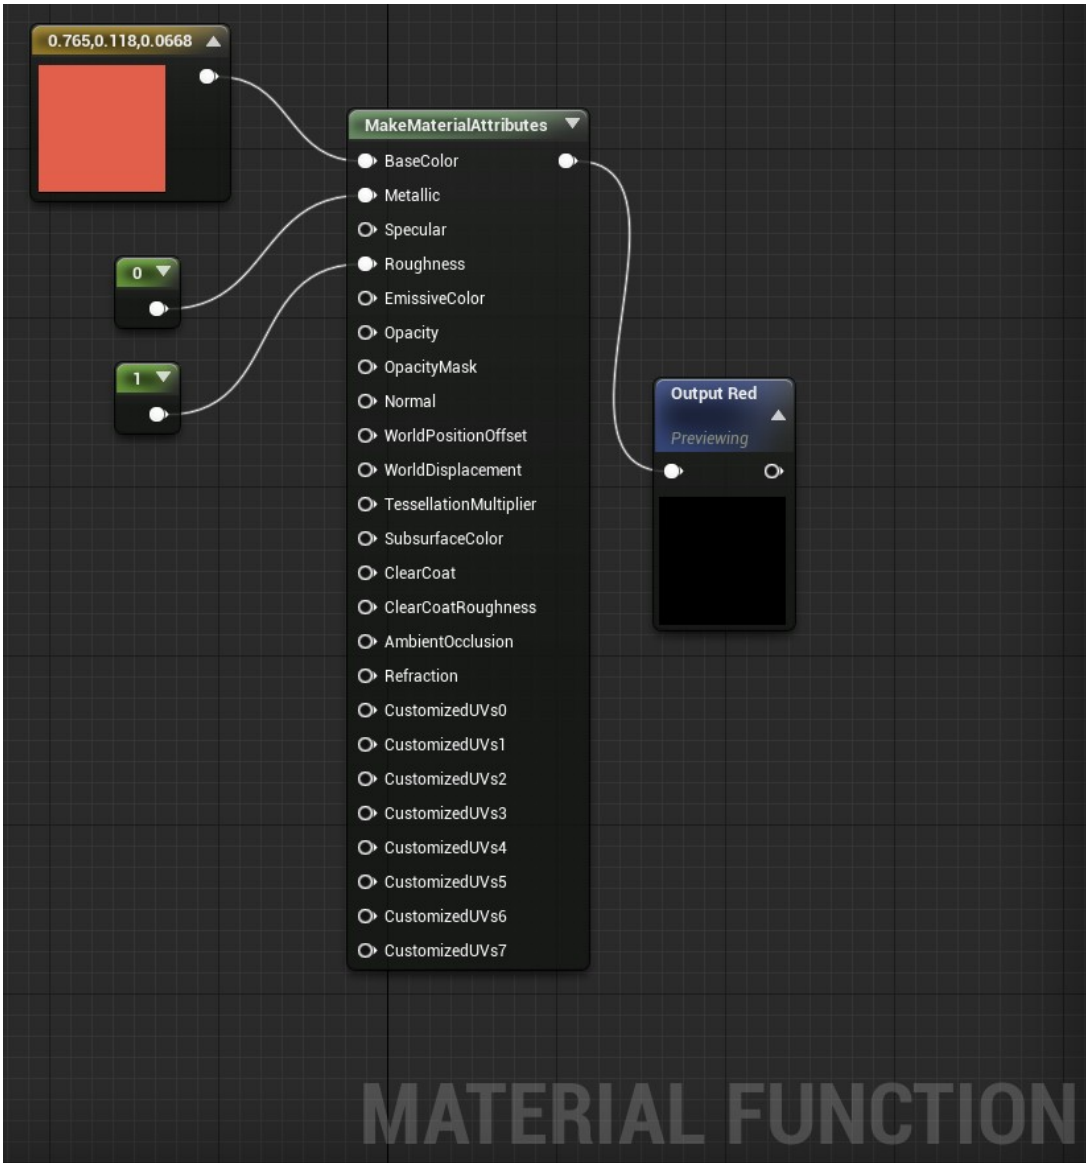 0.765,0.118,0.0668
MakeMaterialAttributes
BaseColor
Metallic
Specular
0
Roughness
EmissiveColor
Opacity
1
OpacityMask
Normal
Output Red
Previewing
WorldPositionOffset
WorldDisplacement
TessellationMultiplier
SubsurfaceColor
ClearCoat
ClearCoatRoughness
AmbientOcclusion
Refraction
CustomizedUVs0
CustomizedUVs1
CustomizedUVs2
CustomizedUVs3
CustomizedUVs4
CustomizedUVs5
CustomizedUVs6
CustomizedUVs7
MATERIAL FUNCTION